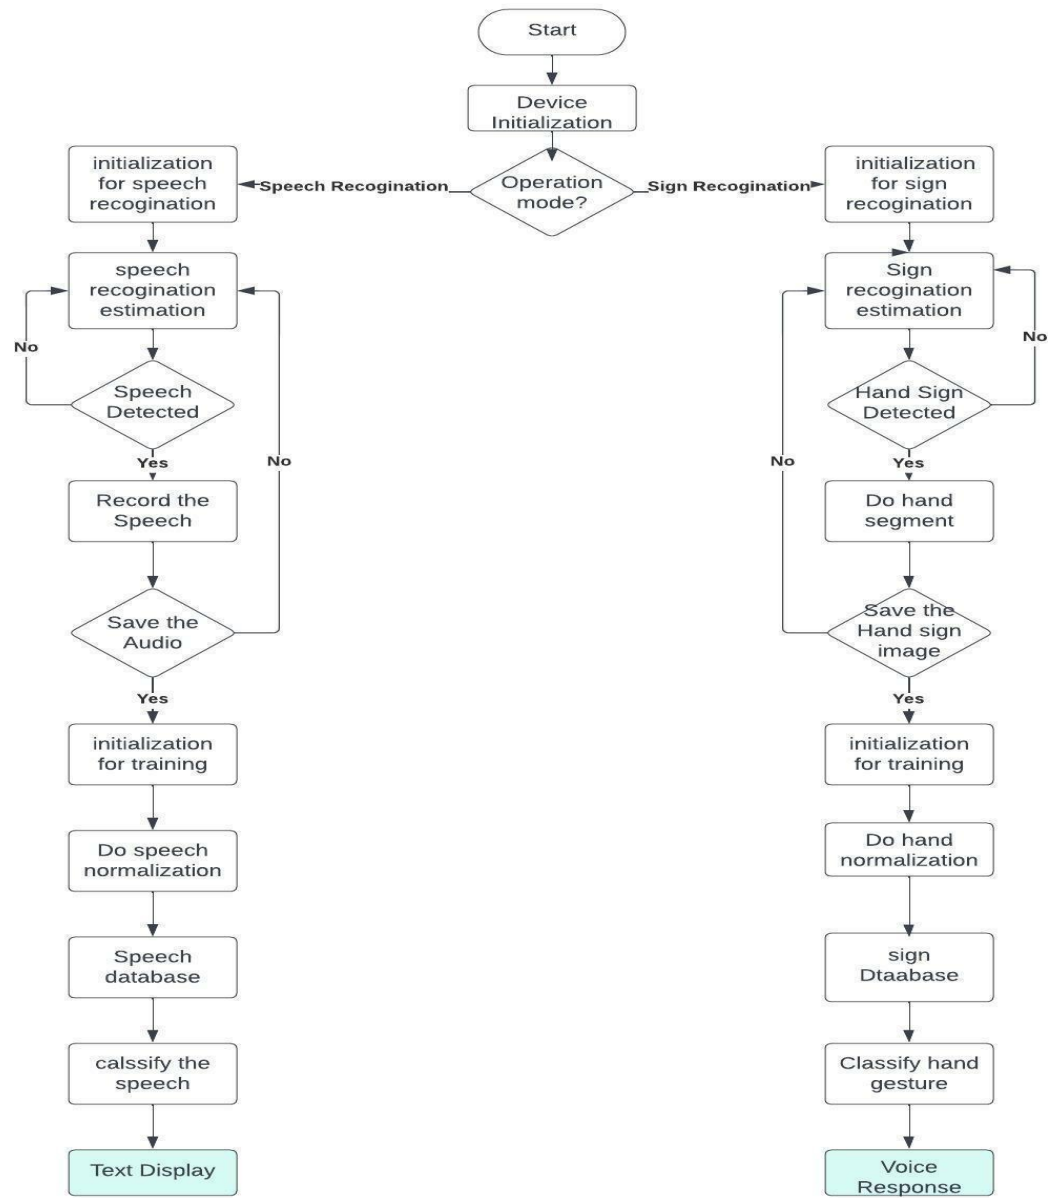 Start
Device
Initialization
Operation
mode?
Speech Recogination
Sign Recogination
initialization
for speech
recogination
speech
recogination
estimation
No
Speech
Detected
Yes
No
Record the
Speech
Save the
Audio
Yes
initialization
for training
Do speech
normalization
Speech
database
calssify the
speech
Text Display
initialization
for sign
recogination
Sign
recogination
estimation
No
Hand Sign
Detected
Yes
No
Do hand
segment
Save the
Hand sign
image
Yes
initialization
for training
Do hand
normalization
sign
Dtaabase
Classify hand
gesture
Voice
Response